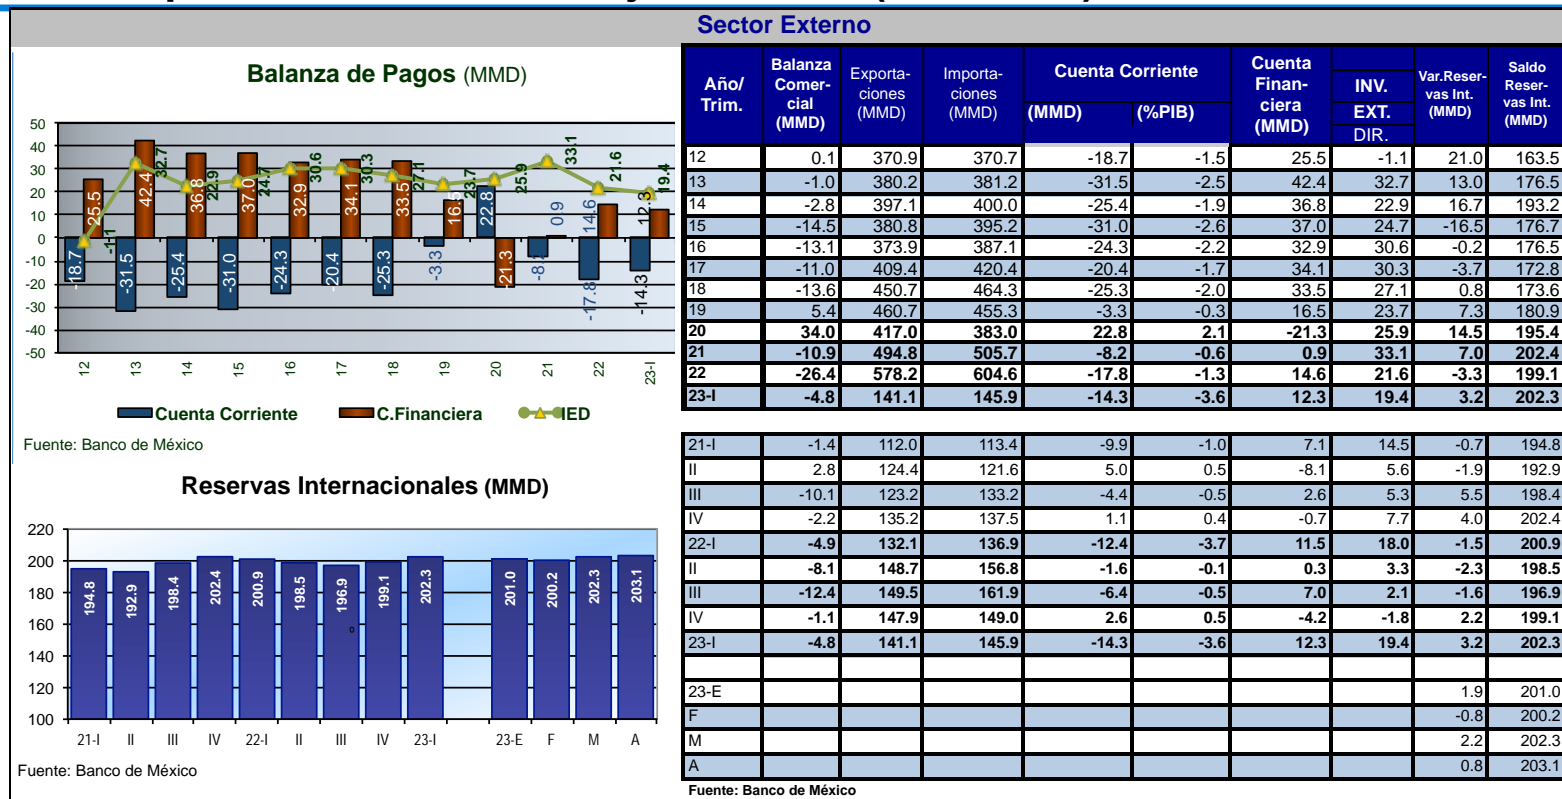 Sector Externo
Balanza de Pagos (MMD)
50
40
30
20
10
0
-10
-20
-30
-40
-50
-18.7 -31.5 -25.4 -31.0 -24.3 -20.4 -25.3 -3.3 22.8 -17.8 -14.3
25.5 42.4 36.8 37.0 32.9 34.1 33.5 16.5 -21.3 0.9 14.6 12.3
-1.1 32.7 22.9 24.7 30.6 30.3 27.1 23.7 25.9 33.1 21.6 19.4
12 13 14 15 16 17 18 19 20 21 22 23-I
Cuenta Corriente C.Financiera IED
Fuente: Banco de México
Reservas Internacionales (MMD)
220
200
180
160
140
120
100
194.8 192.9 198.4 202.4 200.9 198.5 196.9 199.1 202.3 201.0 200.2 202.3 203.1
21-I II III IV 22-I II III IV 23-I 23-E F M A
Fuente: Banco de México
Año/
Trim.
Balanza
Comer-
cial
(MMD)
Exporta-
ciones
(MMD)
Importa-
ciones
(MMD)
Cuenta Corriente
(MMD) (%PIB)
Cuenta
Finan-
ciera
(MMD)
INV.
EXT.
DIR.
Var.Reser-
vas Int.
(MMD)
Saldo
Reser-
vas Int.
(MMD)
12 0.1 370.9 370.7 -18.7 -1.5 25.5 -1.1 21.0 163.5
13 -1.0 380.2 381.2 -31.5 -2.5 42.4 32.7 13.0 176.5
14 -2.8 397.1 400.0 -25.4 -1.9 36.8 22.9 16.7 193.2
15 -14.5 380.8 395.2 -31.0 -2.6 37.0 24.7 -16.5 176.7
16 -13.1 373.9 387.1 -24.3 -2.2 32.9 30.6 -0.2 176.5
17 -11.0 409.4 420.4 -20.4 -1.7 34.1 30.3 -3.7 172.8
18 -13.6 450.7 464.3 -25.3 -2.0 33.5 27.1 0.8 173.6
19 5.4 460.7 455.3 -3.3 -0.3 16.5 23.7 7.3 180.9
20 34.0 417.0 383.0 22.8 2.1 -21.3 25.9 14.5 195.4
21 -10.9 494.8 505.7 -8.2 -0.6 0.9 33.1 7.0 202.4
22 -26.4 578.2 604.6 -17.8 -1.3 14.6 21.6 -3.3 199.1
23-I -4.8 141.1 145.9 -14.3 -3.6 12.3 19.4 3.2 202.3
21-I -1.4 112.0 113.4 -9.9 -1.0 7.1 14.5 -0.7 194.8
II 2.8 124.4 121.6 5.0 0.5 -8.1 5.6 -1.9 192.9
III -10.1 123.2 133.2 -4.4 -0.5 2.6 5.3 5.5 198.4
IV -2.2 135.2 137.5 1.1 0.4 -0.7 7.7 4.0 202.4
22-I -4.9 132.1 136.9 -12.4 -3.7 11.5 18.0 -1.5 200.9
II -8.1 148.7 156.8 -1.6 -0.1 0.3 3.3 -2.3 198.5
III -12.4 149.5 161.9 -6.4 -0.5 7.0 2.1 -1.6 196.9
IV -1.1 147.9 149.0 2.6 0.5 -4.2 -1.8 2.2 199.1
23-I -4.8 141.1 145.9 -14.3 -3.6 12.3 19.4 3.2 202.3
23-E 1.9 201.0
F -0.8 200.2
M 2.2 202.3
A 0.8 203.1
Fuente: Banco de México